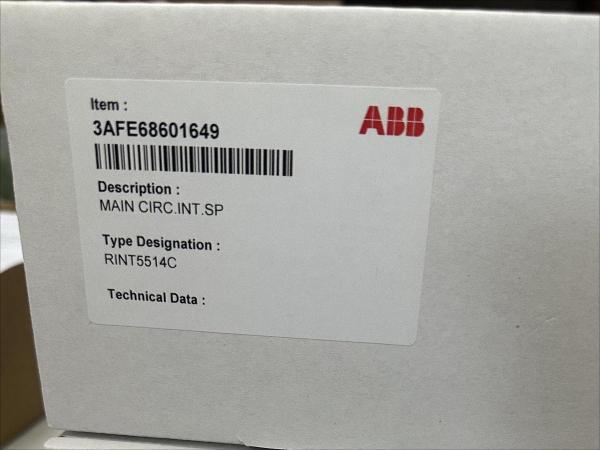 Item :
ABB
3AFE68601649
Description :
MAIN CIRC.INT.SP
Type Designation :
RINT5514C
Technical Data :